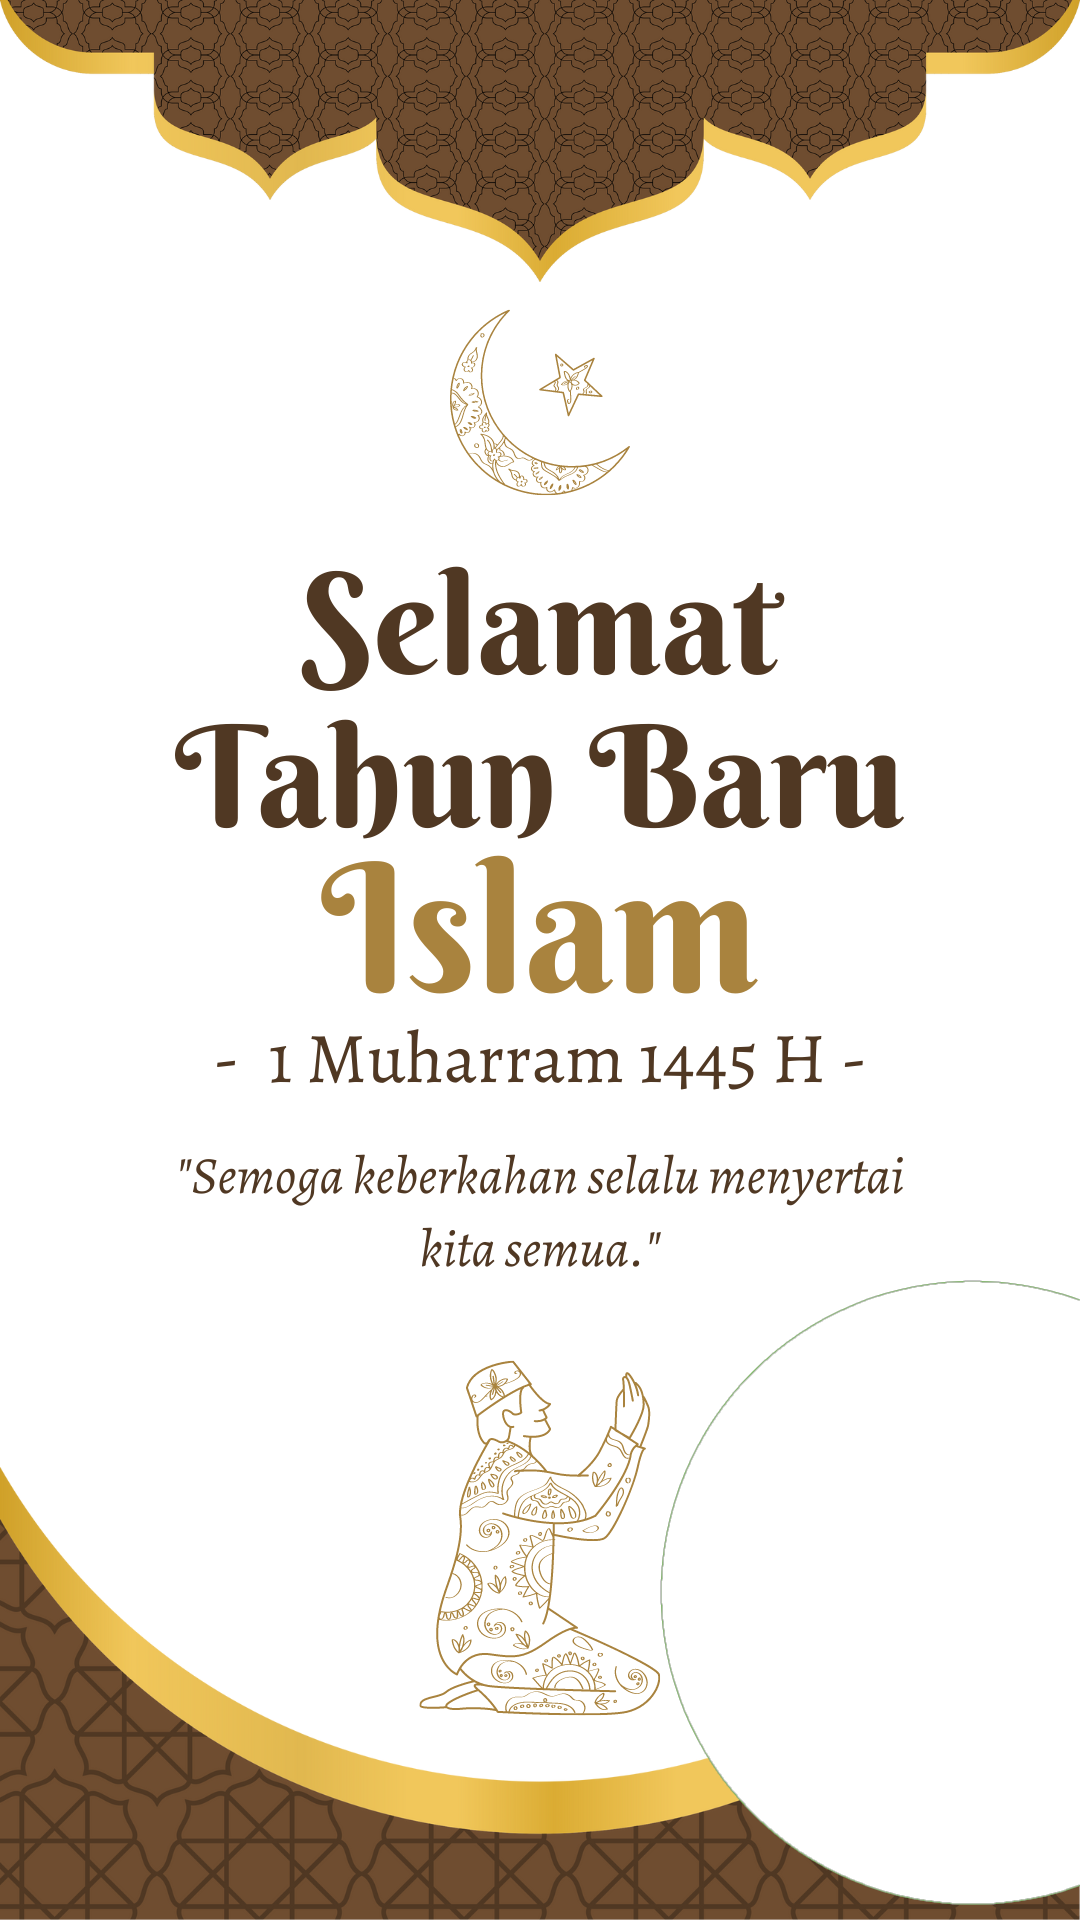 Selamat
Tahun Baru
Islam
- 1 Muharram 1445 H -
"Semoga keberkahan selalu menyertai
kita semua."